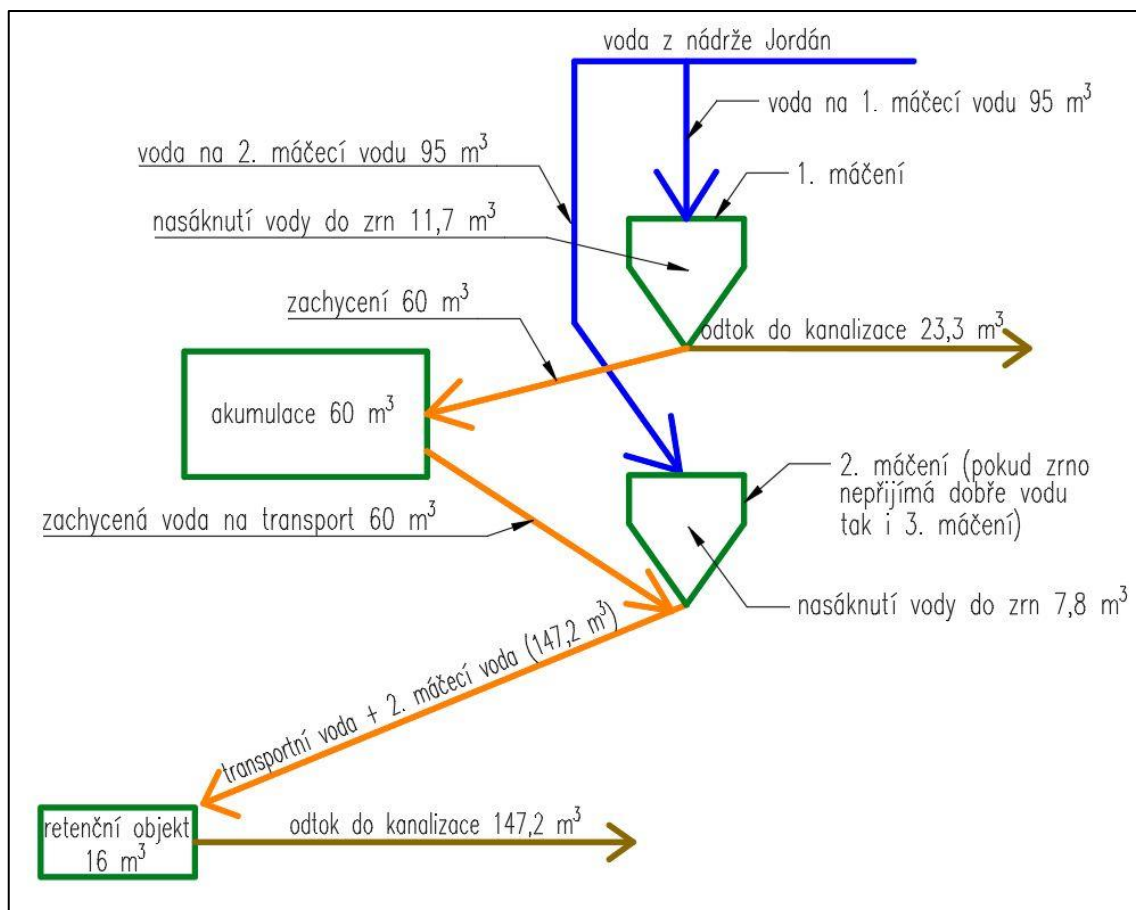 voda z nádrže Jordán
voda na 1. máčecí vodu 95 m³
voda na 2. máčecí vodu 95 m³
1. máčení
nasáknutí vody do zrn 11,7 m³
zachycení 60 m³
odtok do kanalizace 23,3 m³
akumulace 60 m³
2. máčení (pokud zrno
nepřijímá dobře vodu
tak i 3. máčení)
zachycená voda na transport 60 m³
nasáknutí vody do zrn 7,8 m³
transportní voda + 2. máčecí voda (147,2 m³)
retenční objekt
16 m³
odtok do kanalizace 147,2 m³